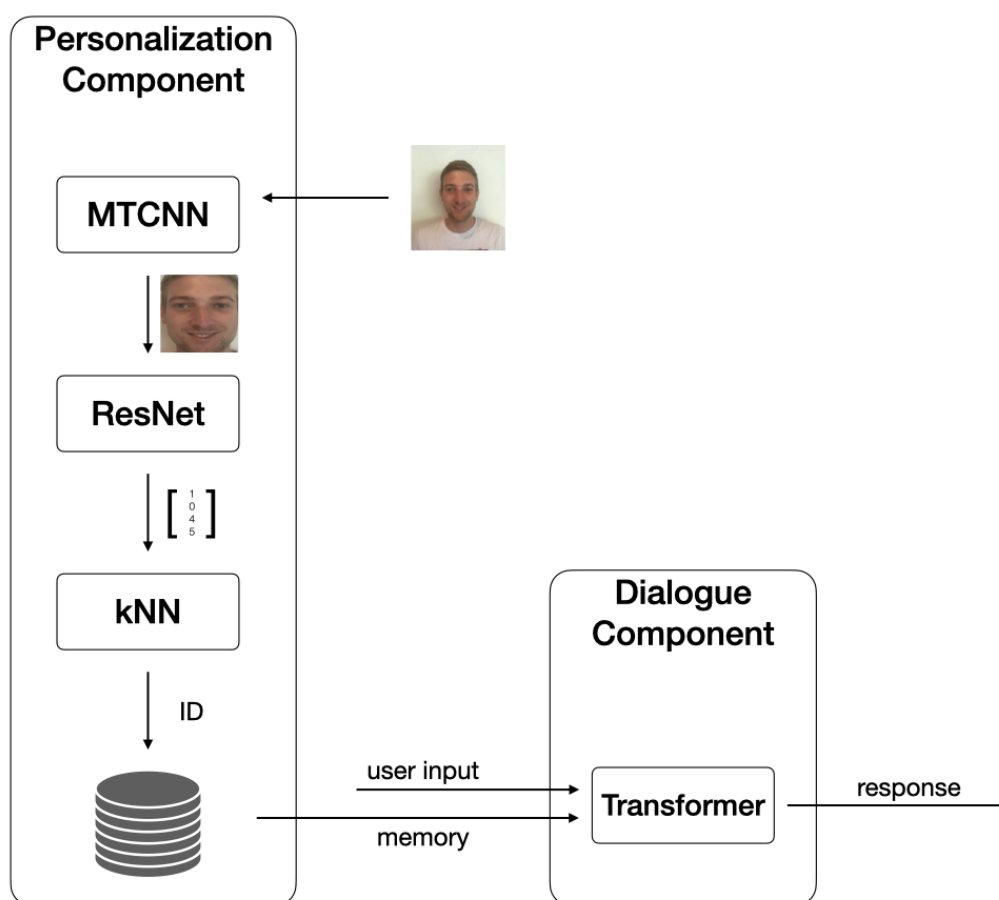 Personalization
Component
MTCNN
ResNet
1
0
4
5
kNN
ID
Dialogue
Component
user input
memory
Transformer
response